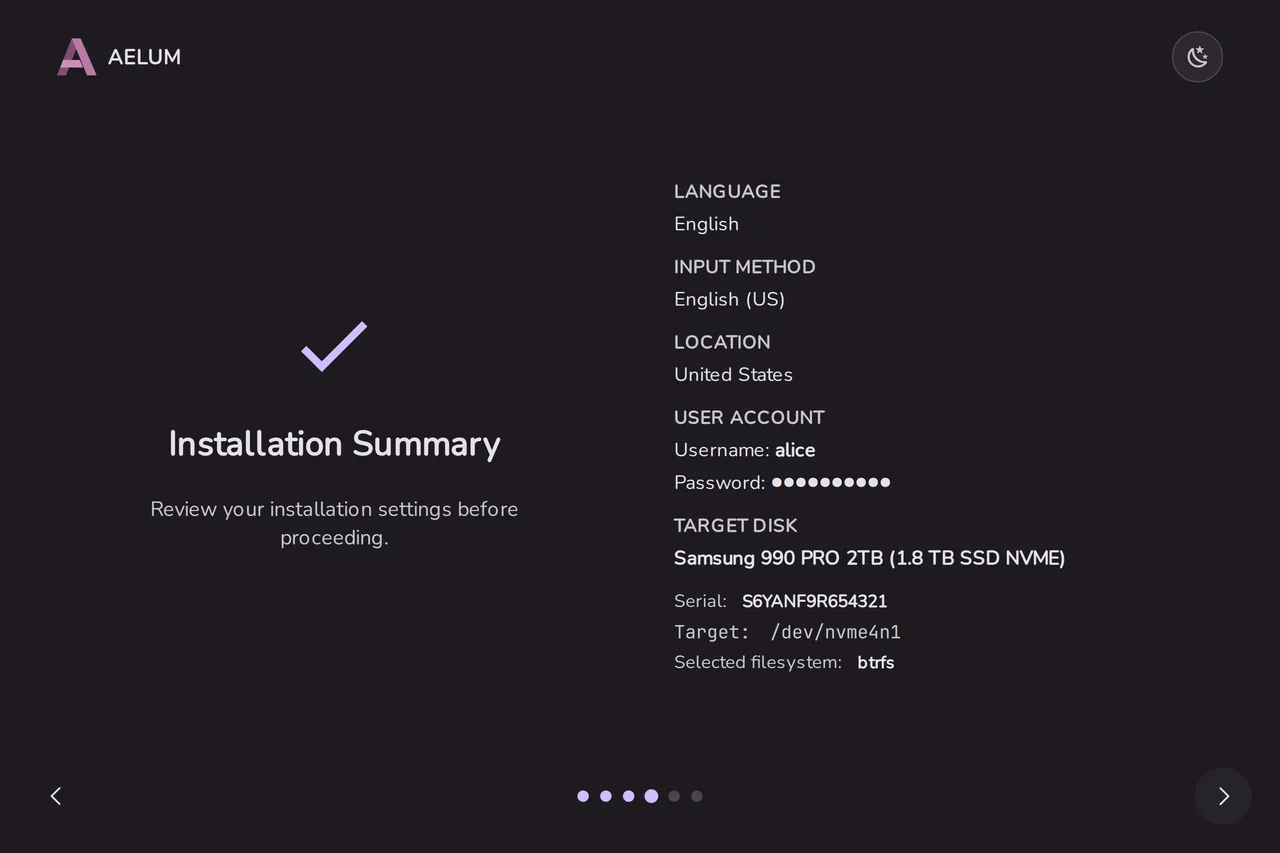 AELUM
Installation Summary
Review your installation settings before
proceeding.
LANGUAGE
English
INPUT METHOD
English (US)
LOCATION
United States
USER ACCOUNT
Username: alice
Password: ●●●●●●●●●●
TARGET DISK
Samsung 990 PRO 2TB (1.8 TB SSD NVME)
Serial: S6YANF9R654321
Target: /dev/nvme4n1
Selected filesystem: btrfs